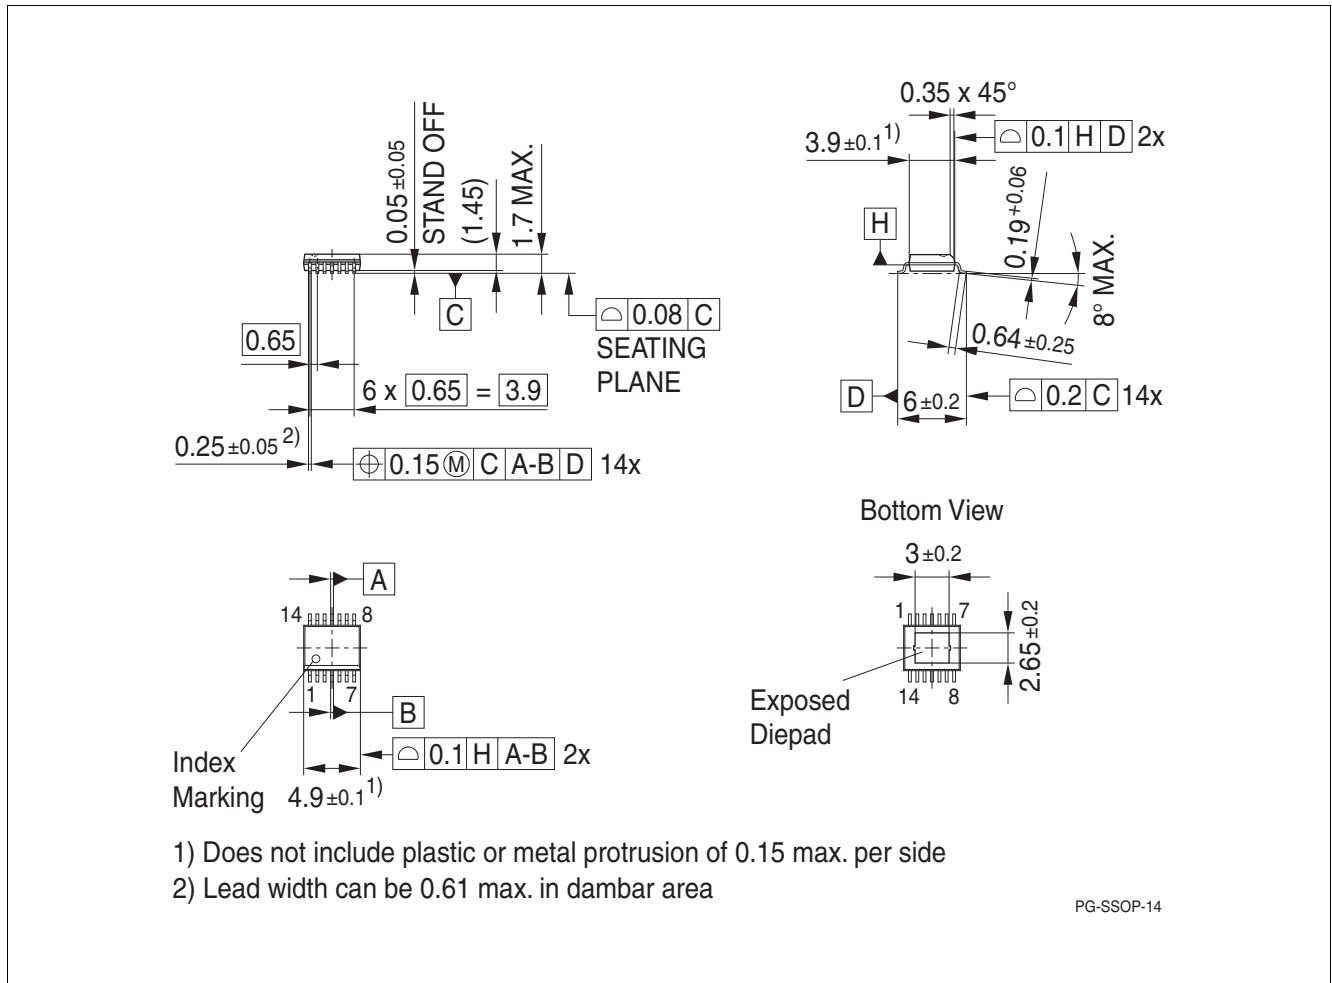 0.05 ±0.05
STAND OFF
(1.45)
1.7 MAX.
C
⌓ 0.08 C
SEATING
PLANE
0.65
6 x 0.65 = 3.9
0.25 ±0.05 2)
⌖ 0.15 Ⓜ C A-B D 14x
0.35 x 45°
3.9 ±0.1 1)
⌓ 0.1 H D 2x
H
0.19 +0.06
8° MAX.
0.64 ±0.25
D
6 ±0.2
⌓ 0.2 C 14x
A
14 8
1 7
B
⌓ 0.1 H A-B 2x
Index
Marking
4.9 ±0.1 1)
Bottom View
3 ±0.2
1 7
2.65 ±0.2
14 8
Exposed
Diepad
1) Does not include plastic or metal protrusion of 0.15 max. per side
2) Lead width can be 0.61 max. in dambar area
PG-SSOP-14